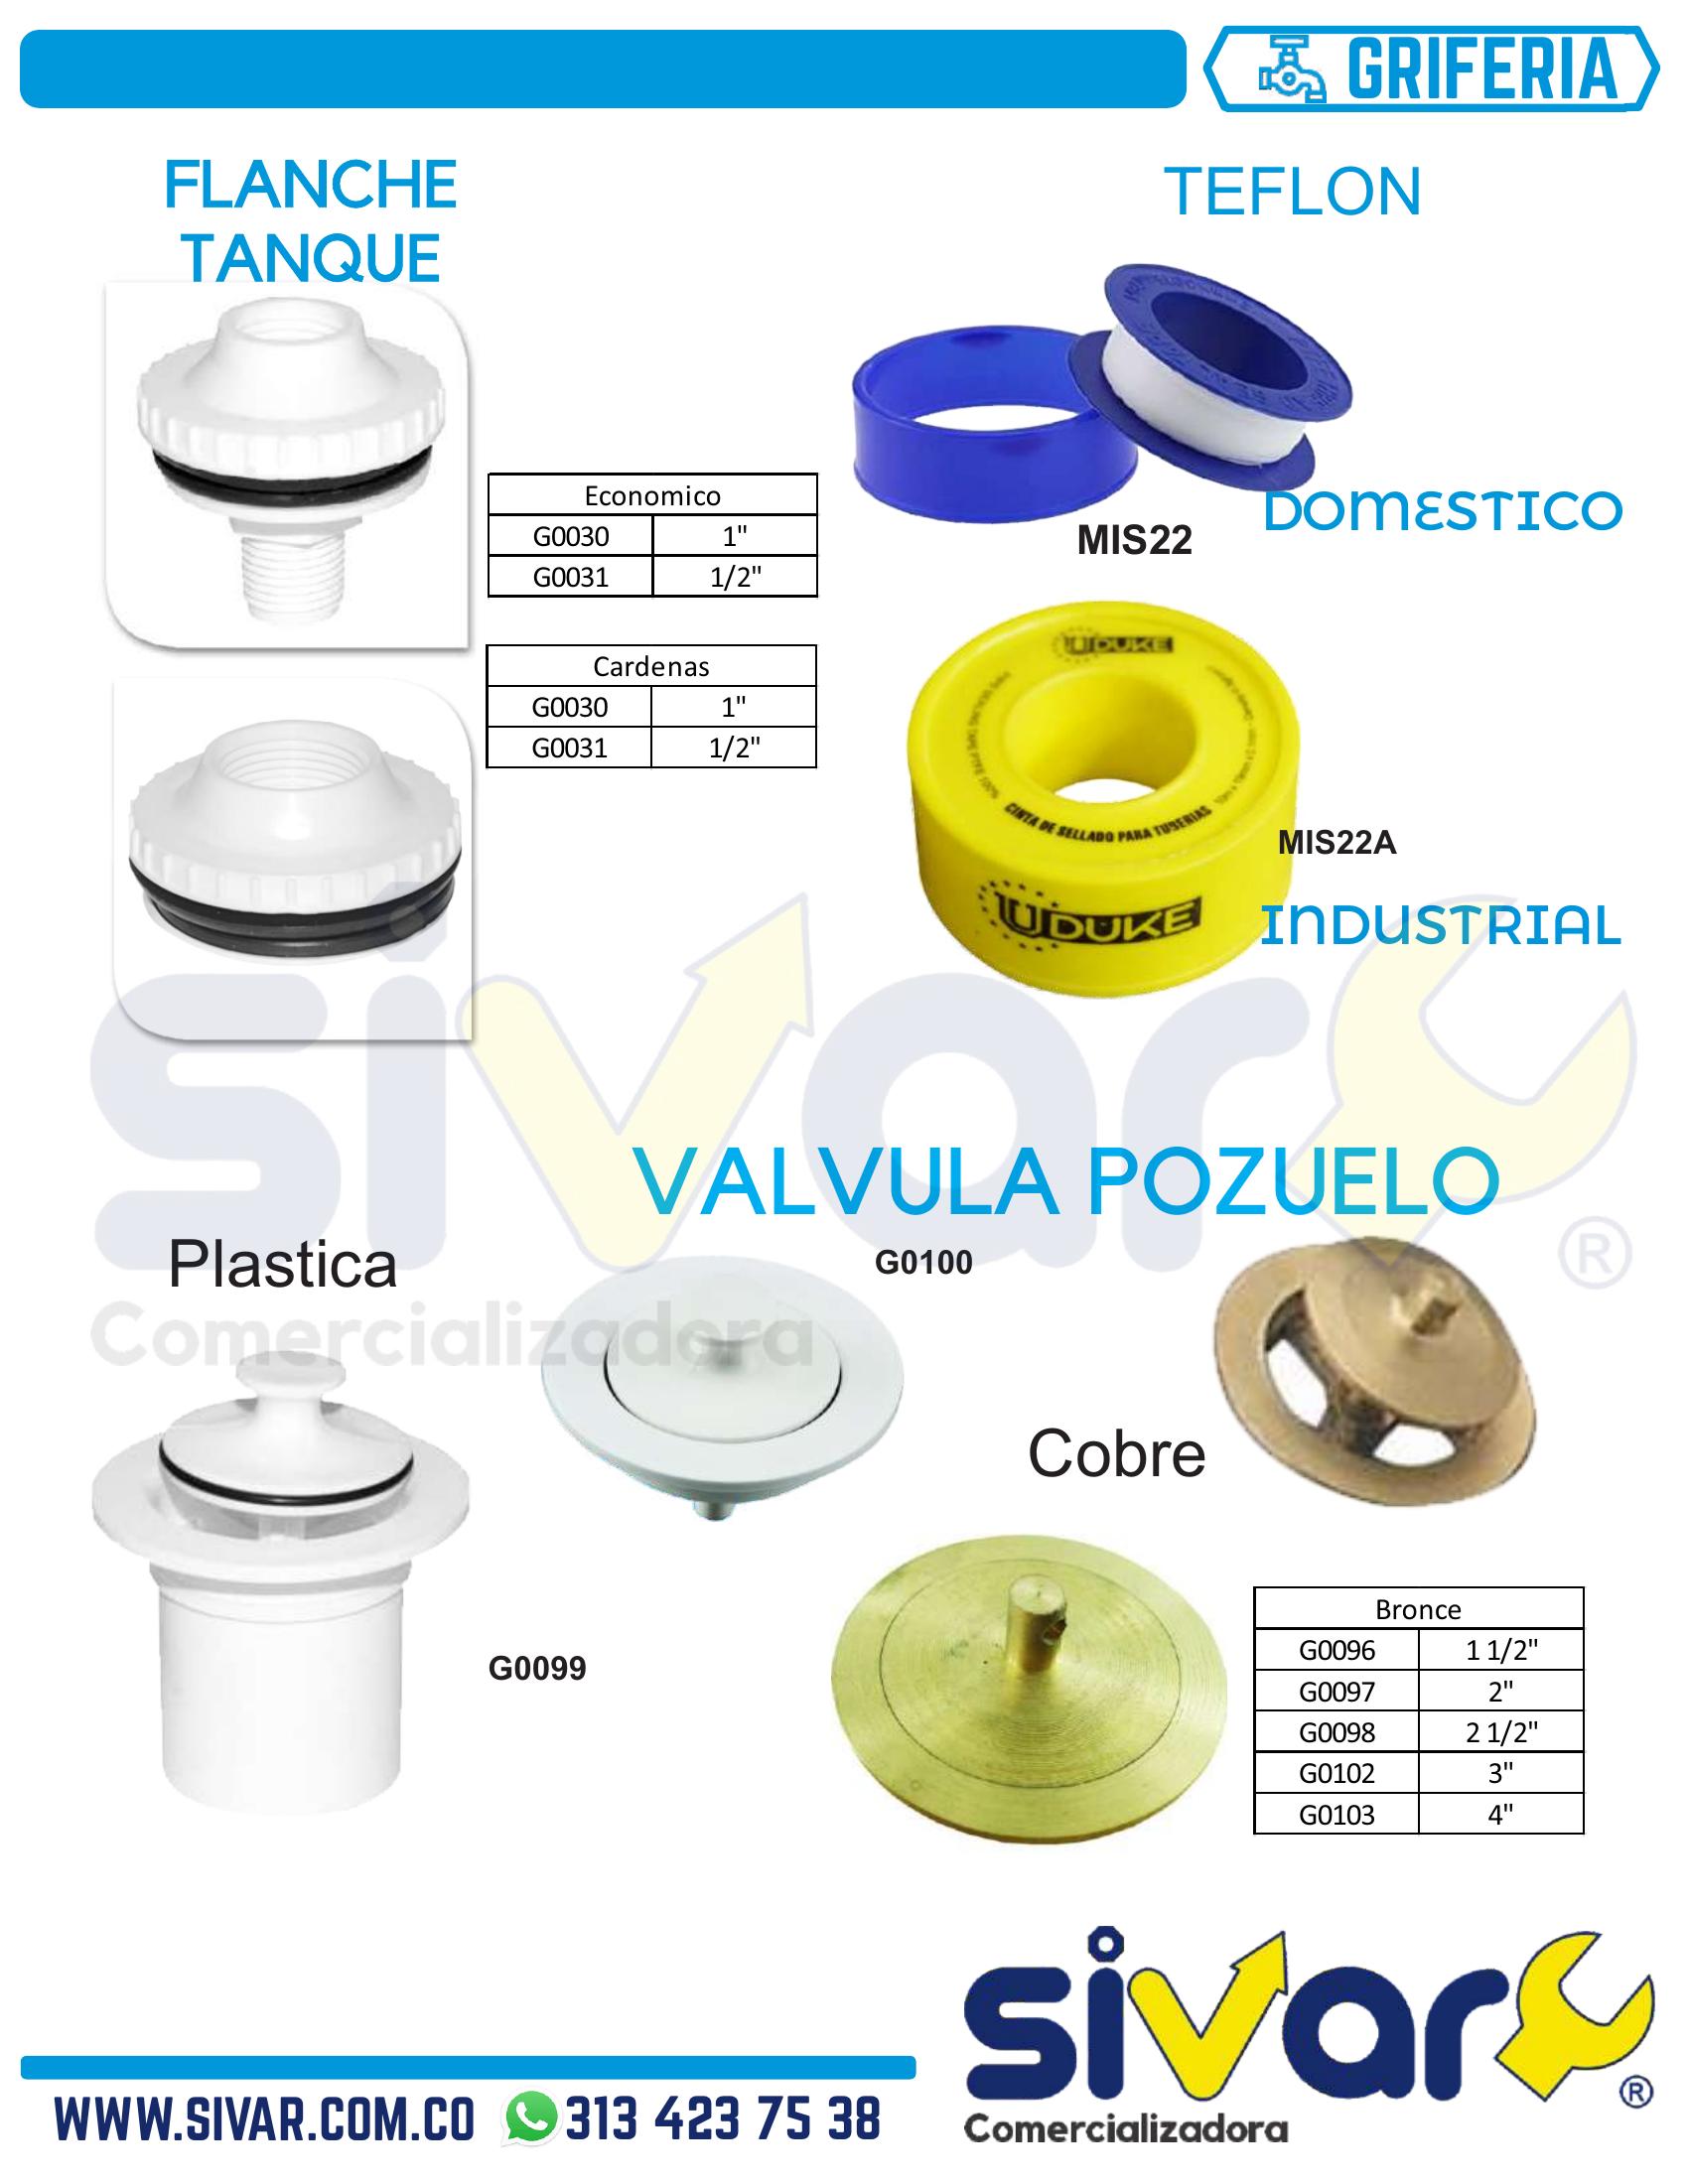 GRIFERIA
FLANCHE
TANQUE
Economico
G0030 1"
G0031 1/2"
Cardenas
G0030 1"
G0031 1/2"
TEFLON
DOMESTICO
MIS22
UDUKE
CINTA DE SELLADO PARA TUBERIAS
UDUKE
MIS22A
INDUSTRIAL
sivar
®
Comercializadora
VALVULA POZUELO
Plastica
G0100
Cobre
G0099
Bronce
G0096 1 1/2"
G0097 2"
G0098 2 1/2"
G0102 3"
G0103 4"
WWW.SIVAR.COM.CO 313 423 75 38
sivar
®
Comercializadora